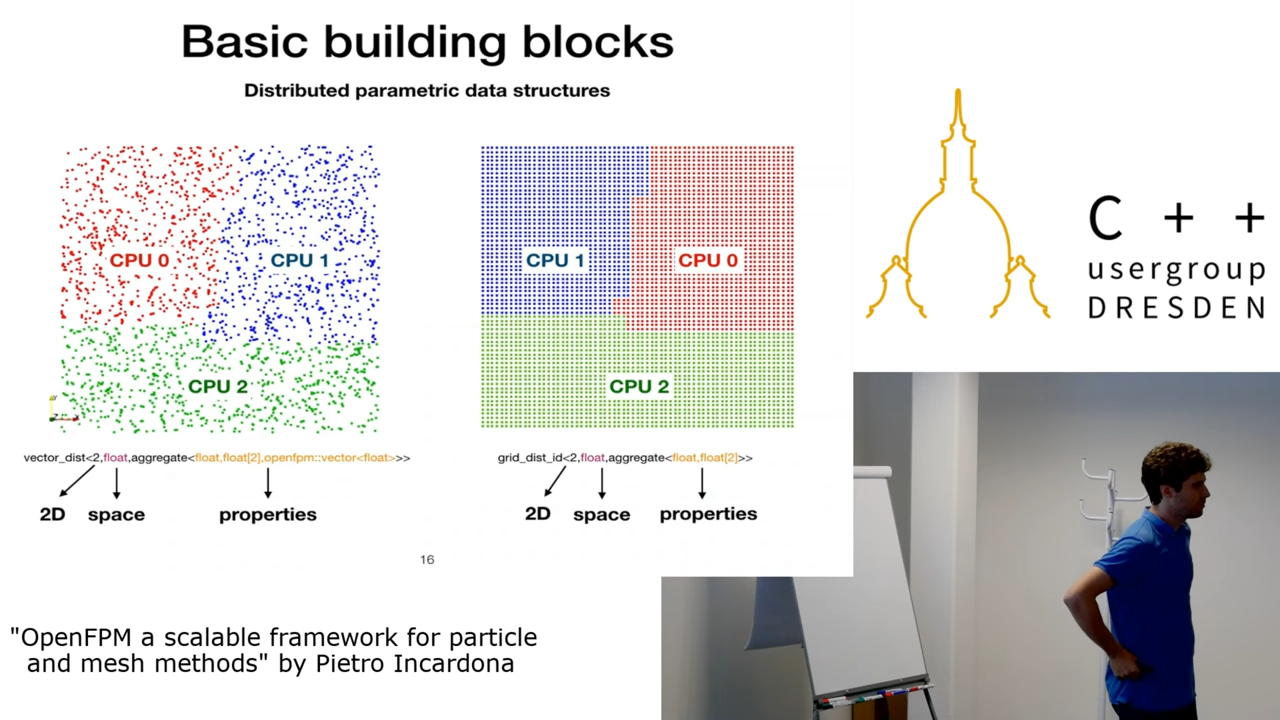 Basic building blocks
Distributed parametric data structures
CPU 0
CPU 1
CPU 2
vector_dist<2,float,aggregate<float,float[2],openfpm::vector<float>>>
2D
space
properties
CPU 1
CPU 0
CPU 2
grid_dist_id<2,float,aggregate<float,float[2]>>
2D
space
properties
16
C + +
usergroup
DRESDEN
"OpenFPM a scalable framework for particle
and mesh methods" by Pietro Incardona